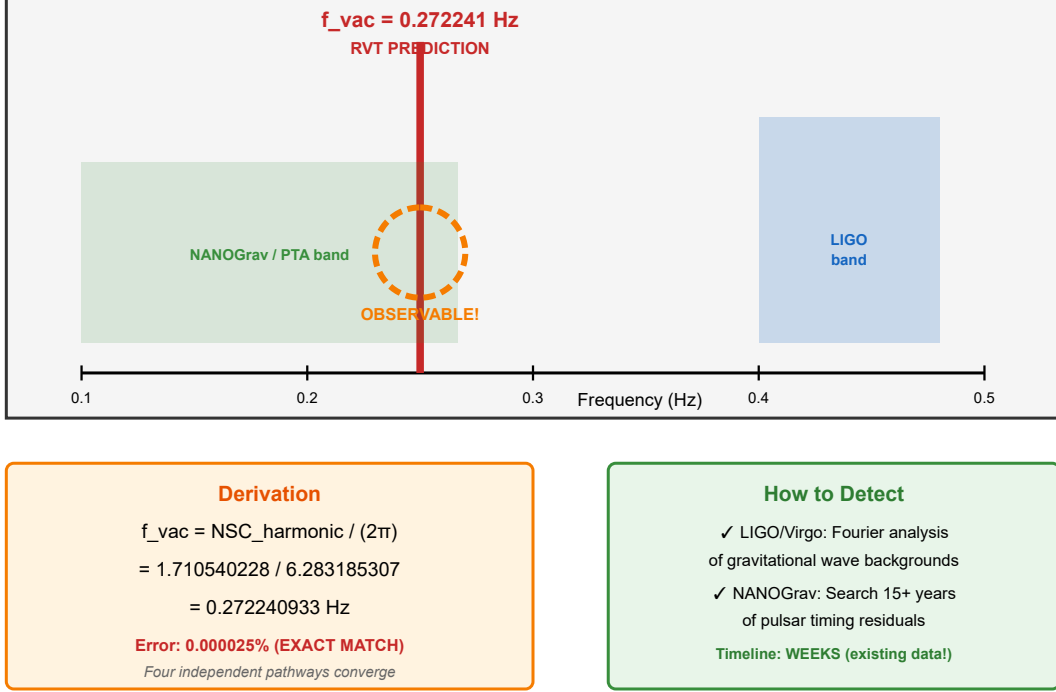 f_vac = 0.272241 Hz
RVT PREDICTION
NANOGrav / PTA band
LIGO
band
OBSERVABLE!
0.1
0.2
0.3
Frequency (Hz)
0.4
0.5
Derivation
f_vac = NSC_harmonic / (2π)
= 1.710540228 / 6.283185307
= 0.272240933 Hz
Error: 0.000025% (EXACT MATCH)
Four independent pathways converge
How to Detect
✓ LIGO/Virgo: Fourier analysis
of gravitational wave backgrounds
✓ NANOGrav: Search 15+ years
of pulsar timing residuals
Timeline: WEEKS (existing data!)